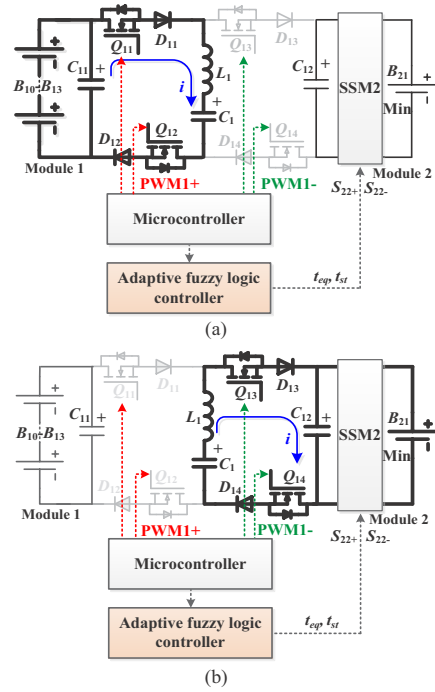 Q11 D11 Q13 D13
C11 + L1 C12 +
B10~B13 i + C1 SSM2 B21
Min
D12 Q12 D14 Q14
Module 1 PWM1+ PWM1- S22+ S22- Module 2
Microcontroller
Adaptive fuzzy logic
controller
teq, tst
(a)
Q11 D11 Q13 D13
C11 + L1 C12 +
B10~B13 i + C1 SSM2 B21
Min
D12 Q12 D14 Q14
Module 1 PWM1+ PWM1- S22+ S22- Module 2
Microcontroller
Adaptive fuzzy logic
controller
teq, tst
(b)